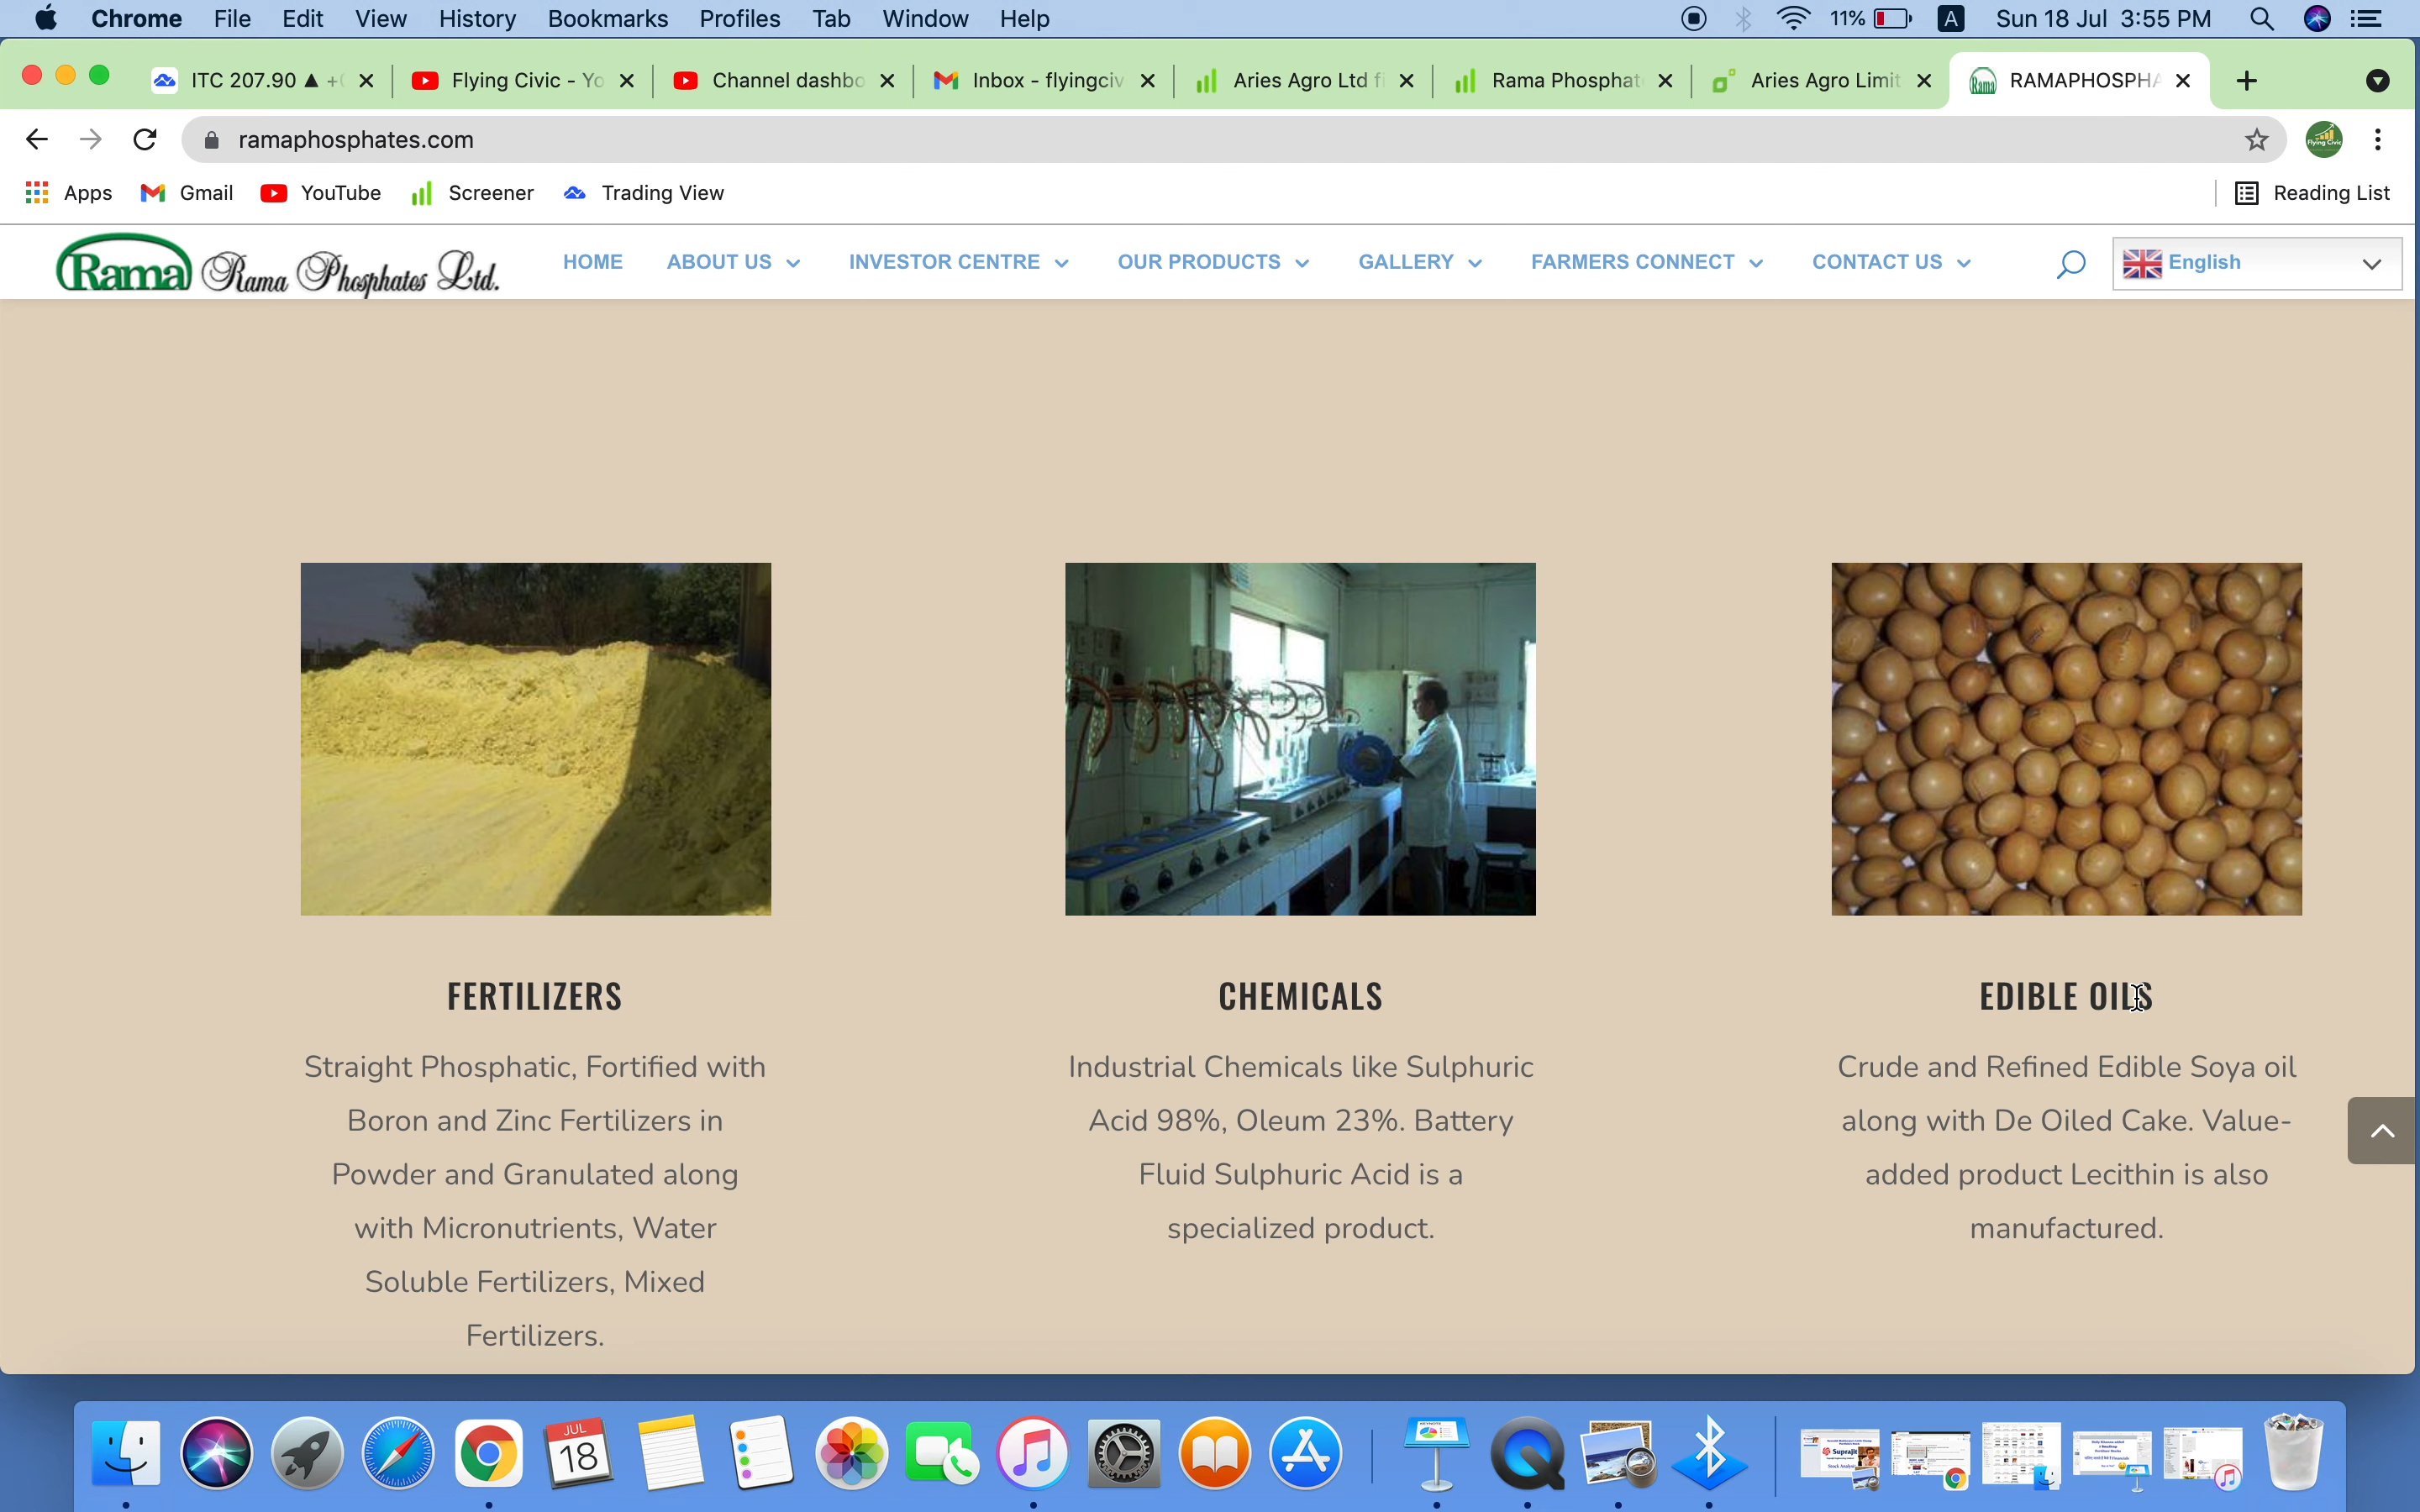 Chrome File Edit View History Bookmarks Profiles Tab Window Help 11% A Sun 18 Jul 3:55 PM
ITC 207.90 ▲ + Flying Civic - Yo Channel dashbo Inbox - flyingciv Aries Agro Ltd fi Rama Phosphat Aries Agro Limit RAMAPHOSPHA
ramaphosphates.com
Apps Gmail YouTube Screener Trading View Reading List
Rama Rama Phosphates Ltd. HOME ABOUT US INVESTOR CENTRE OUR PRODUCTS GALLERY FARMERS CONNECT CONTACT US English
FERTILIZERS
Straight Phosphatic, Fortified with
Boron and Zinc Fertilizers in
Powder and Granulated along
with Micronutrients, Water
Soluble Fertilizers, Mixed
Fertilizers.
CHEMICALS
Industrial Chemicals like Sulphuric
Acid 98%, Oleum 23%. Battery
Fluid Sulphuric Acid is a
specialized product.
EDIBLE OILS
Crude and Refined Edible Soya oil
along with De Oiled Cake. Value-
added product Lecithin is also
manufactured.
JUL
18